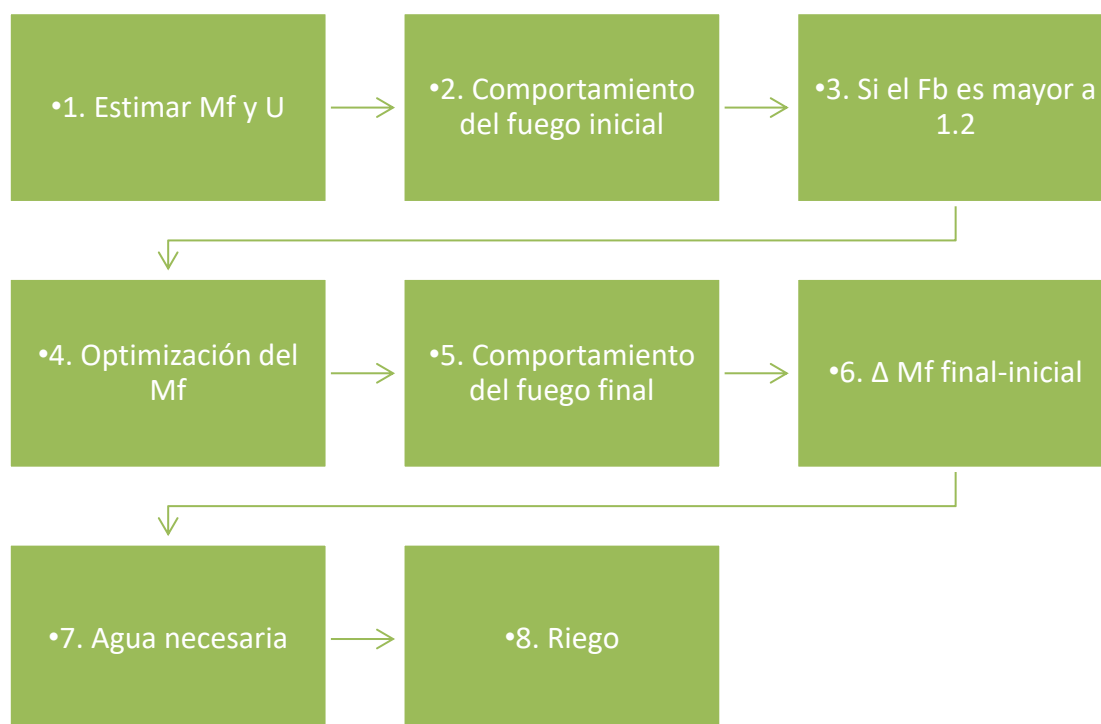 •1. Estimar Mf y U
•2. Comportamiento
del fuego inicial
•3. Si el Fb es mayor a
1.2
•4. Optimización del
Mf
•5. Comportamiento
del fuego final
•6. Δ Mf final-inicial
•7. Agua necesaria
•8. Riego